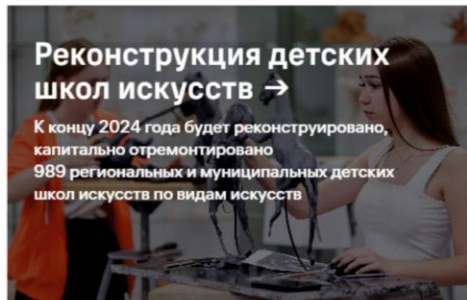 Реконструкция детских
школ искусств →
К концу 2024 года будет реконструировано,
капитально отремонтировано
989 региональных и муниципальных детских
школ искусств по видам искусств